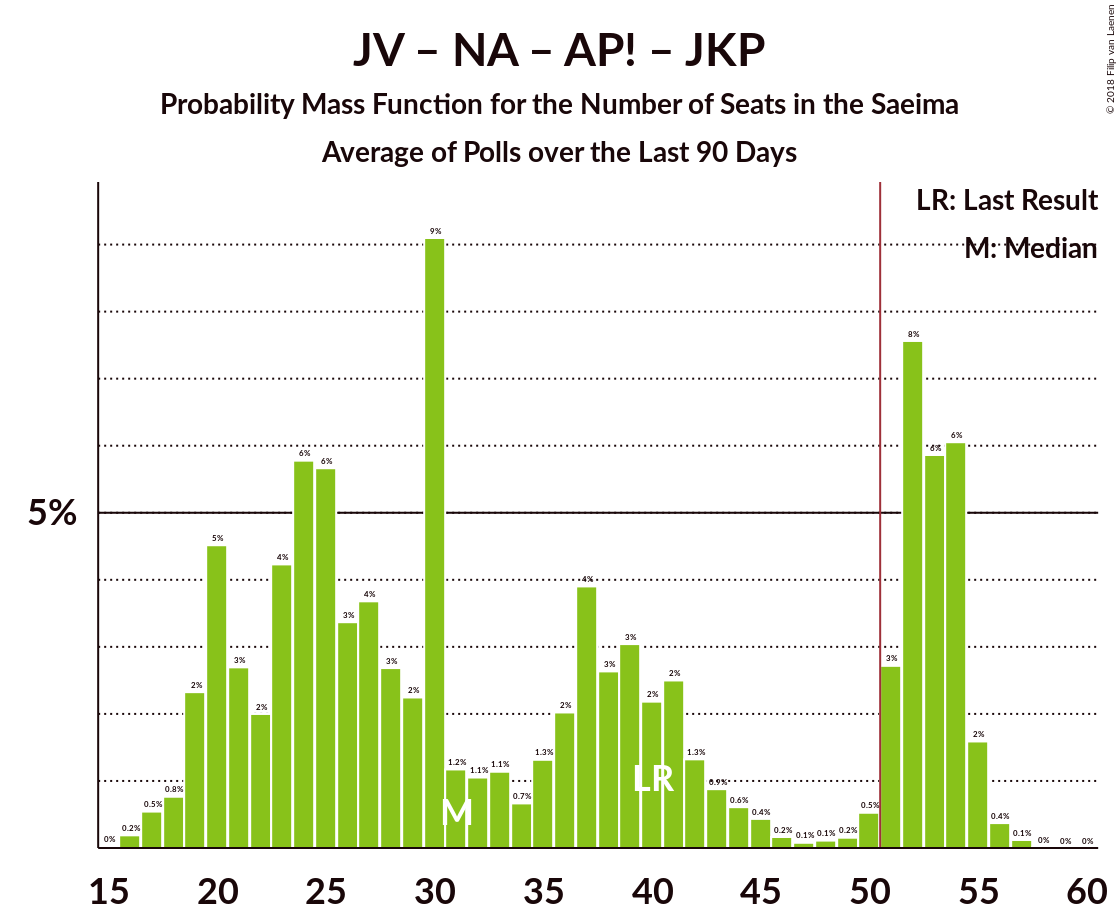 JV – NA – AP! – JKP
Probability Mass Function for the Number of Seats in the Saeima
Average of Polls over the Last 90 Days
© 2018 Filip van Laenen
LR: Last Result
M: Median
5%
0% 0.2% 0.5% 0.8% 2% 5% 3% 2% 4% 6% 6% 3% 4% 3% 2% 9% 1.2% 1.1% 1.1% 0.7% 1.3% 2% 4% 3% 3% 2% 2% 1.3% 0.9% 0.6% 0.4% 0.2% 0.1% 0.1% 0.2% 0.5% 3% 8% 6% 6% 2% 0.4% 0.1% 0% 0% 0%
M LR
15 20 25 30 35 40 45 50 55 60